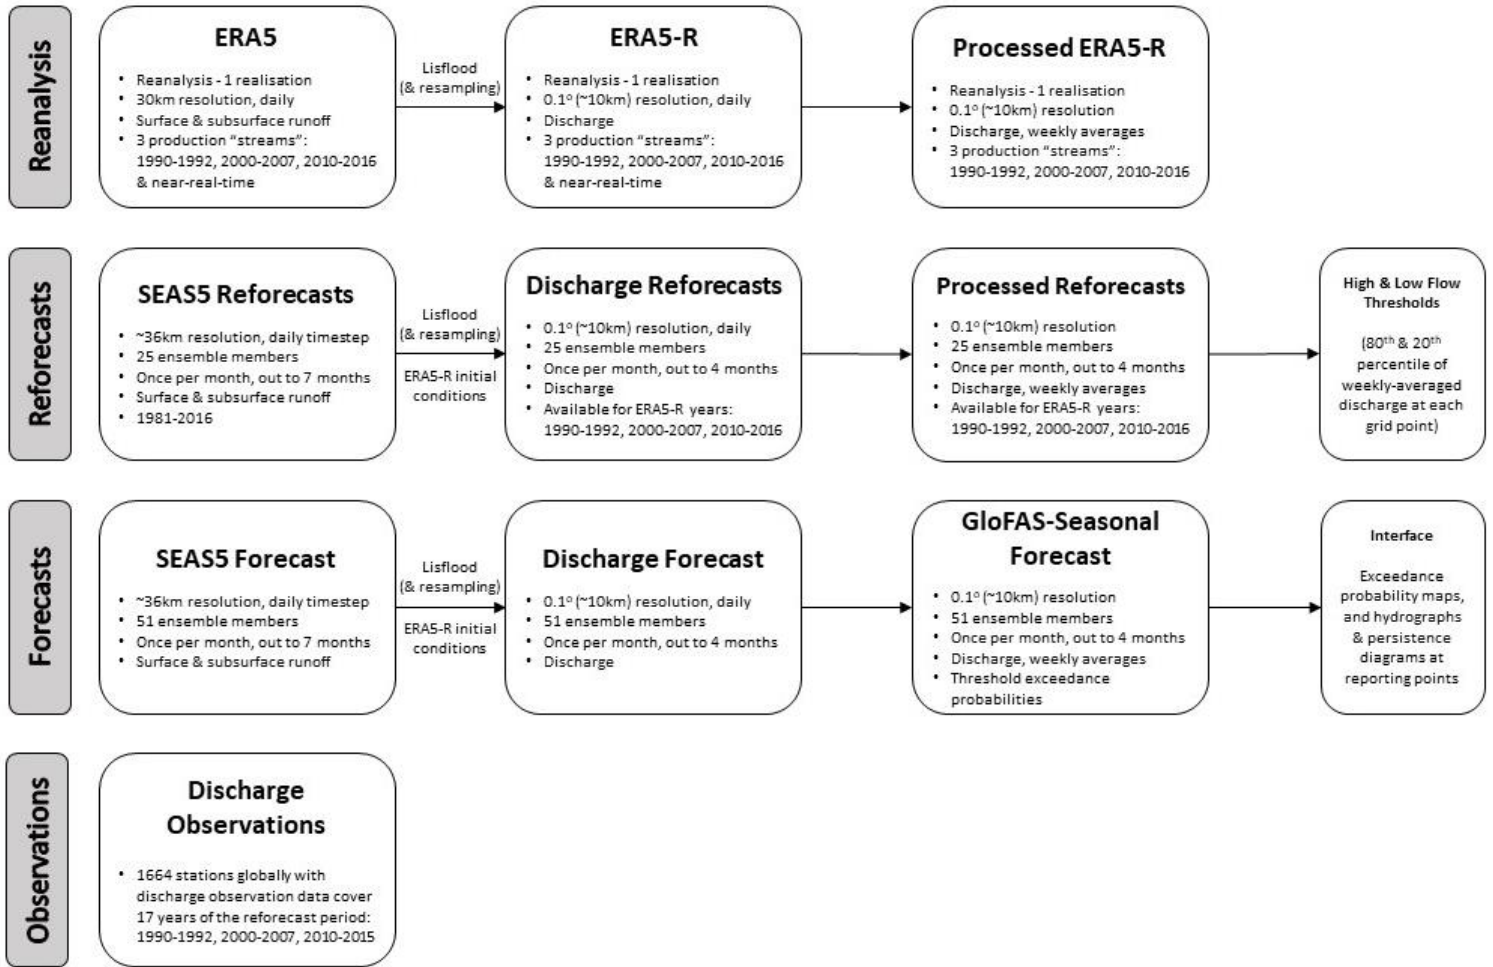 Reanalysis
ERA5
• Reanalysis - 1 realisation
• 30km resolution, daily
• Surface & subsurface runoff
• 3 production “streams”:
1990-1992, 2000-2007, 2010-2016
& near-real-time
Lisflood
(& resampling)
ERA5-R
• Reanalysis - 1 realisation
• 0.1° (~10km) resolution, daily
• Discharge
• 3 production “streams”:
1990-1992, 2000-2007, 2010-2016
& near-real-time
Processed ERA5-R
• Reanalysis - 1 realisation
• 0.1° (~10km) resolution
• Discharge, weekly averages
• 3 production “streams”:
1990-1992, 2000-2007, 2010-2016
Reforecasts
SEAS5 Reforecasts
• ~36km resolution, daily timestep
• 25 ensemble members
• Once per month, out to 7 months
• Surface & subsurface runoff
• 1981-2016
Lisflood
(& resampling)
ERA5-R initial
conditions
Discharge Reforecasts
• 0.1° (~10km) resolution, daily
• 25 ensemble members
• Once per month, out to 4 months
• Discharge
• Available for ERA5-R years:
1990-1992, 2000-2007, 2010-2016
Processed Reforecasts
• 0.1° (~10km) resolution
• 25 ensemble members
• Once per month, out to 4 months
• Discharge, weekly averages
• Available for ERA5-R years:
1990-1992, 2000-2007, 2010-2016
High & Low Flow
Thresholds
(80th & 20th
percentile of
weekly-averaged
discharge at each
grid point)
Forecasts
SEAS5 Forecast
• ~36km resolution, daily timestep
• 51 ensemble members
• Once per month, out to 7 months
• Surface & subsurface runoff
Lisflood
(& resampling)
ERA5-R initial
conditions
Discharge Forecast
• 0.1° (~10km) resolution, daily
• 51 ensemble members
• Once per month, out to 4 months
• Discharge
GloFAS-Seasonal
Forecast
• 0.1° (~10km) resolution
• 51 ensemble members
• Once per month, out to 4 months
• Discharge, weekly averages
• Threshold exceedance
probabilities
Interface
Exceedance
probability maps,
and hydrographs
& persistence
diagrams at
reporting points
Observations
Discharge
Observations
• 1664 stations globally with
discharge observation data cover
17 years of the reforecast period:
1990-1992, 2000-2007, 2010-2015